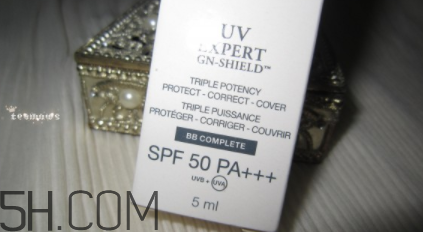 UV
EXPERT
GN-SHIELD™
TRIPLE POTENCY
PROTECT - CORRECT - COVER
TRIPLE PUISSANCE
PROTÉGER - CORRIGER - COUVRIR
BB COMPLETE
SPF 50 PA+++
UVB + UVA
5 ml
5H.COM